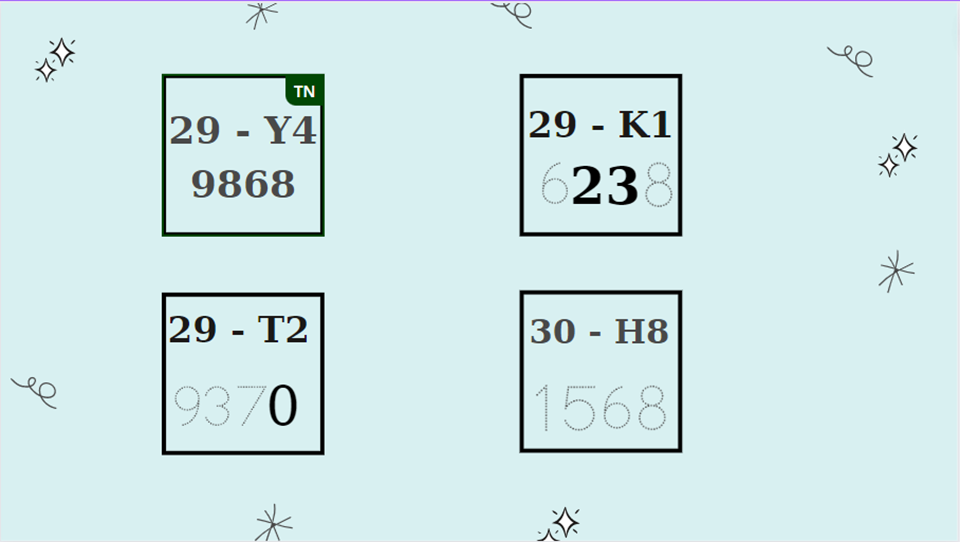 TN
29 - Y4
9868
29 - K1
6238
29 - T2
9370
30 - H8
1568